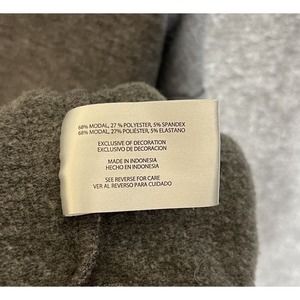 68% MODAL, 27 % POLYESTER, 5% SPANDEX
68% MODAL, 27% POLIÉSTER, 5% ELASTANO
EXCLUSIVE OF DECORATION
EXCLUSIVO DE DECORACION
MADE IN INDONESIA
HECHO EN INDONESIA
SEE REVERSE FOR CARE
VER AL REVERSO PARA CUIDADO